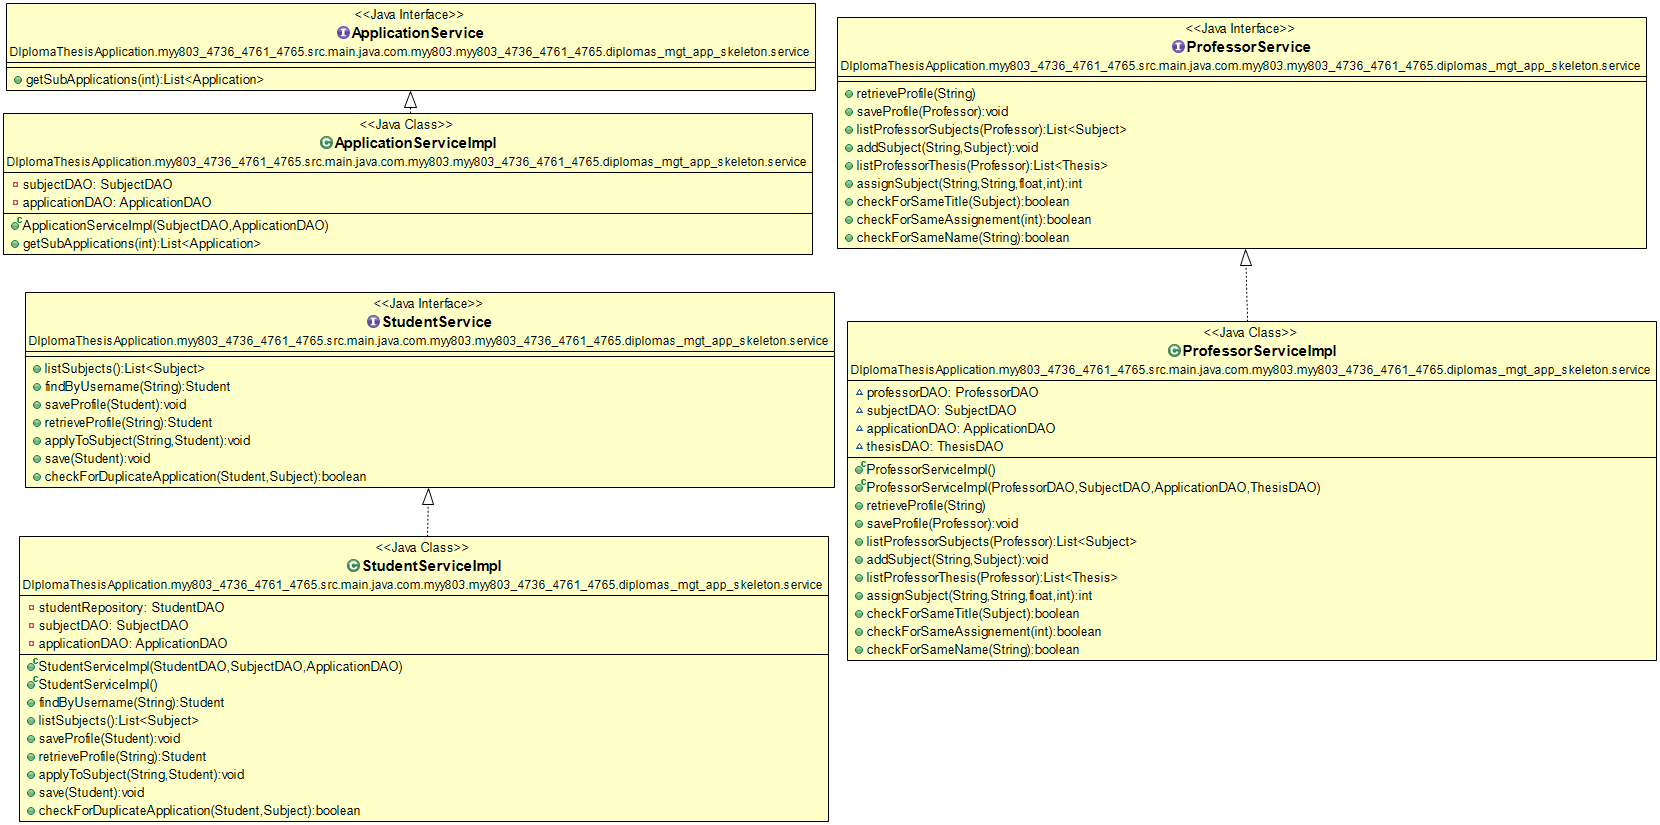 <<Java Interface>>
ApplicationService
DIplomaThesisApplication.myy803_4736_4761_4765.src.main.java.com.myy803.myy803_4736_4761_4765.diplomas_mgt_app_skeleton.service
getSubApplications(int):List<Application>
<<Java Class>>
ApplicationServiceImpl
DIplomaThesisApplication.myy803_4736_4761_4765.src.main.java.com.myy803.myy803_4736_4761_4765.diplomas_mgt_app_skeleton.service
subjectDAO: SubjectDAO
applicationDAO: ApplicationDAO
ApplicationServiceImpl(SubjectDAO,ApplicationDAO)
getSubApplications(int):List<Application>
<<Java Interface>>
StudentService
DIplomaThesisApplication.myy803_4736_4761_4765.src.main.java.com.myy803.myy803_4736_4761_4765.diplomas_mgt_app_skeleton.service
listSubjects():List<Subject>
findByUsername(String):Student
saveProfile(Student):void
retrieveProfile(String):Student
applyToSubject(String,Student):void
save(Student):void
checkForDuplicateApplication(Student,Subject):boolean
<<Java Class>>
StudentServiceImpl
DIplomaThesisApplication.myy803_4736_4761_4765.src.main.java.com.myy803.myy803_4736_4761_4765.diplomas_mgt_app_skeleton.service
studentRepository: StudentDAO
subjectDAO: SubjectDAO
applicationDAO: ApplicationDAO
StudentServiceImpl(StudentDAO,SubjectDAO,ApplicationDAO)
StudentServiceImpl()
findByUsername(String):Student
listSubjects():List<Subject>
saveProfile(Student):void
retrieveProfile(String):Student
applyToSubject(String,Student):void
save(Student):void
checkForDuplicateApplication(Student,Subject):boolean
<<Java Interface>>
ProfessorService
DIplomaThesisApplication.myy803_4736_4761_4765.src.main.java.com.myy803.myy803_4736_4761_4765.diplomas_mgt_app_skeleton.service
retrieveProfile(String)
saveProfile(Professor):void
listProfessorSubjects(Professor):List<Subject>
addSubject(String,Subject):void
listProfessorThesis(Professor):List<Thesis>
assignSubject(String,String,float,int):int
checkForSameTitle(Subject):boolean
checkForSameAssignement(int):boolean
checkForSameName(String):boolean
<<Java Class>>
ProfessorServiceImpl
DIplomaThesisApplication.myy803_4736_4761_4765.src.main.java.com.myy803.myy803_4736_4761_4765.diplomas_mgt_app_skeleton.service
professorDAO: ProfessorDAO
subjectDAO: SubjectDAO
applicationDAO: ApplicationDAO
thesisDAO: ThesisDAO
ProfessorServiceImpl()
ProfessorServiceImpl(ProfessorDAO,SubjectDAO,ApplicationDAO,ThesisDAO)
retrieveProfile(String)
saveProfile(Professor):void
listProfessorSubjects(Professor):List<Subject>
addSubject(String,Subject):void
listProfessorThesis(Professor):List<Thesis>
assignSubject(String,String,float,int):int
checkForSameTitle(Subject):boolean
checkForSameAssignement(int):boolean
checkForSameName(String):boolean